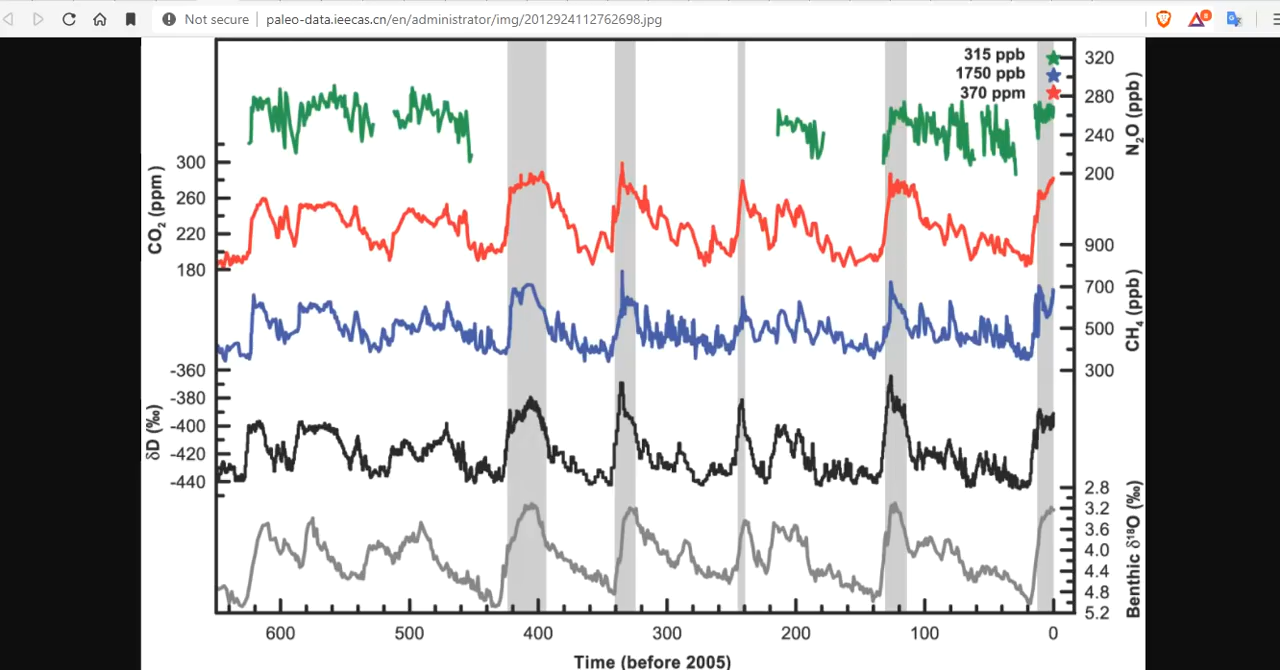 Not secure | paleo-data.ieecas.cn/en/administrator/img/2012924112762698.jpg
8
315 ppb
1750 ppb
370 ppm
320
280
240
200
N₂O (ppb)
300
260
220
180
CO₂ (ppm)
900
700
500
300
CH₄ (ppb)
-360
-380
-400
-420
-440
δD (‰)
2.8
3.2
3.6
4.0
4.4
4.8
5.2
Benthic δ¹⁸O (‰)
600 500 400 300 200 100 0
Time (before 2005)